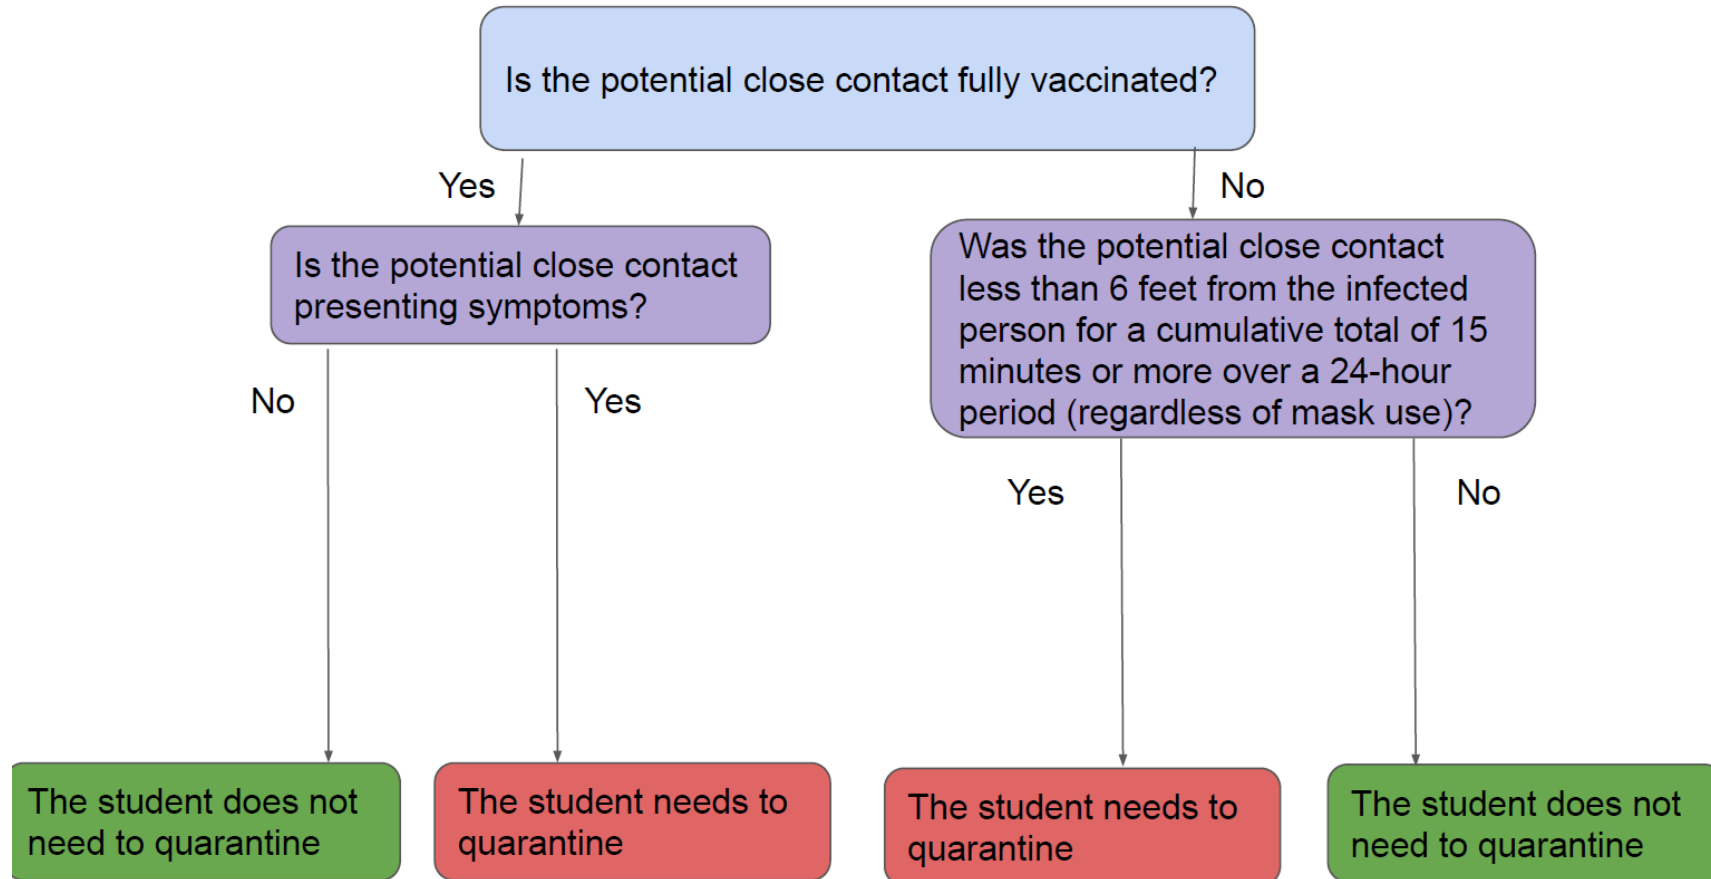 Is the potential close contact fully vaccinated?
Yes
No
Is the potential close contact
presenting symptoms?
Was the potential close contact
less than 6 feet from the infected
person for a cumulative total of 15
minutes or more over a 24-hour
period (regardless of mask use)?
No
Yes
Yes
No
The student does not
need to quarantine
The student needs to
quarantine
The student needs to
quarantine
The student does not
need to quarantine